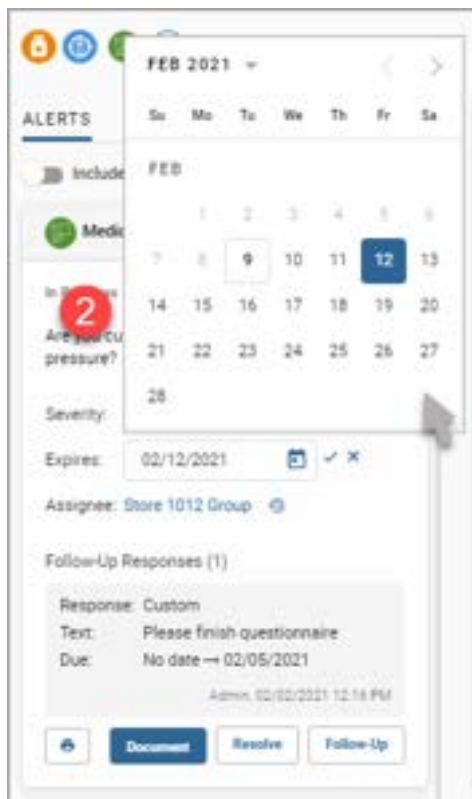 FEB 2021
ALERTS
Su Mo Tu We Th Fr Sa
Include
FEB
1 2 3 4 5 6
Medic
7 8 9 10 11 12 13
2
14 15 16 17 18 19 20
Are you cu
pressure?
21 22 23 24 25 26 27
28
Severity:
Expires: 02/12/2021
Assignee: Store 1012 Group
Follow-Up Responses (1)
Response: Custom
Text: Please finish questionnaire
Due: No date → 02/05/2021
Admin, 02/02/2021 12:16 PM
Document Resolve Follow-Up